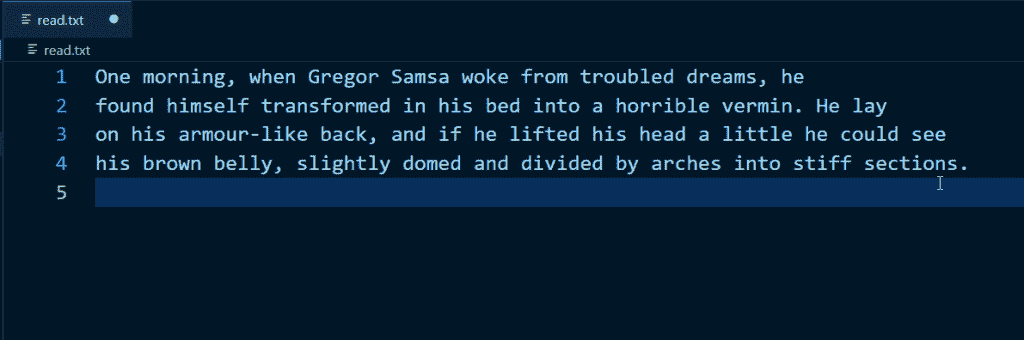 read.txt
read.txt
1 One morning, when Gregor Samsa woke from troubled dreams, he
2 found himself transformed in his bed into a horrible vermin. He lay
3 on his armour-like back, and if he lifted his head a little he could see
4 his brown belly, slightly domed and divided by arches into stiff sections.
5